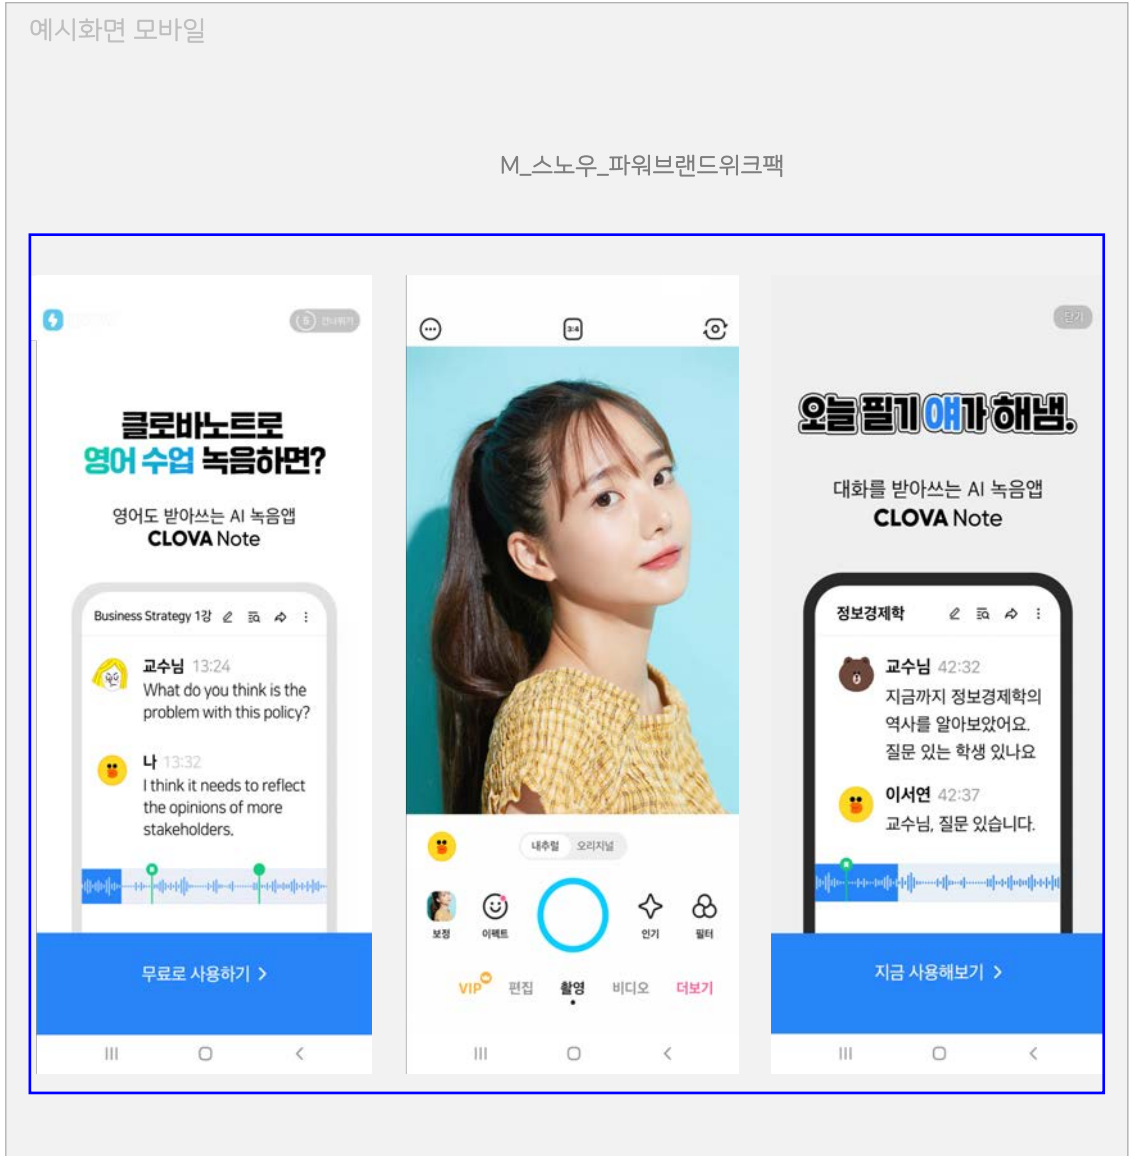 예시화면 모바일
M_스노우_파워브랜드위크팩
5 건너뛰기
클로바노트로
영어 수업 녹음하면?
영어도 받아쓰는 AI 녹음앱
CLOVA Note
Business Strategy 1강
교수님 13:24
What do you think is the
problem with this policy?
나 13:32
I think it needs to reflect
the opinions of more
stakeholders.
무료로 사용하기 >
3:4
내추럴 오리지널
보정 이펙트 인기 필터
VIP 편집 촬영 비디오 더보기
닫기
오늘 필기 얘가 해냄.
대화를 받아쓰는 AI 녹음앱
CLOVA Note
정보경제학
교수님 42:32
지금까지 정보경제학의
역사를 알아보았어요.
질문 있는 학생 있나요
이서연 42:37
교수님, 질문 있습니다.
지금 사용해보기 >